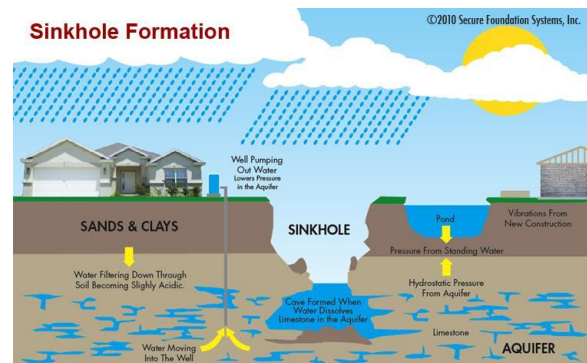 Sinkhole Formation
©2010 Secure Foundation Systems, Inc.
Well Pumping
Out Water
Lowers Pressure
in the Aquifer
SANDS & CLAYS
SINKHOLE
Pond
Vibrations From
New Construction
Pressure From Standing Water
Water Filtering Down Through
Soil Becoming Slighly Acidic.
Hydrostatic Pressure
From Aquifer
Cave Formed When
Water Dissolves
Limestone in the Aquifer
Limestone
Water Moving
Into The Well
AQUIFER